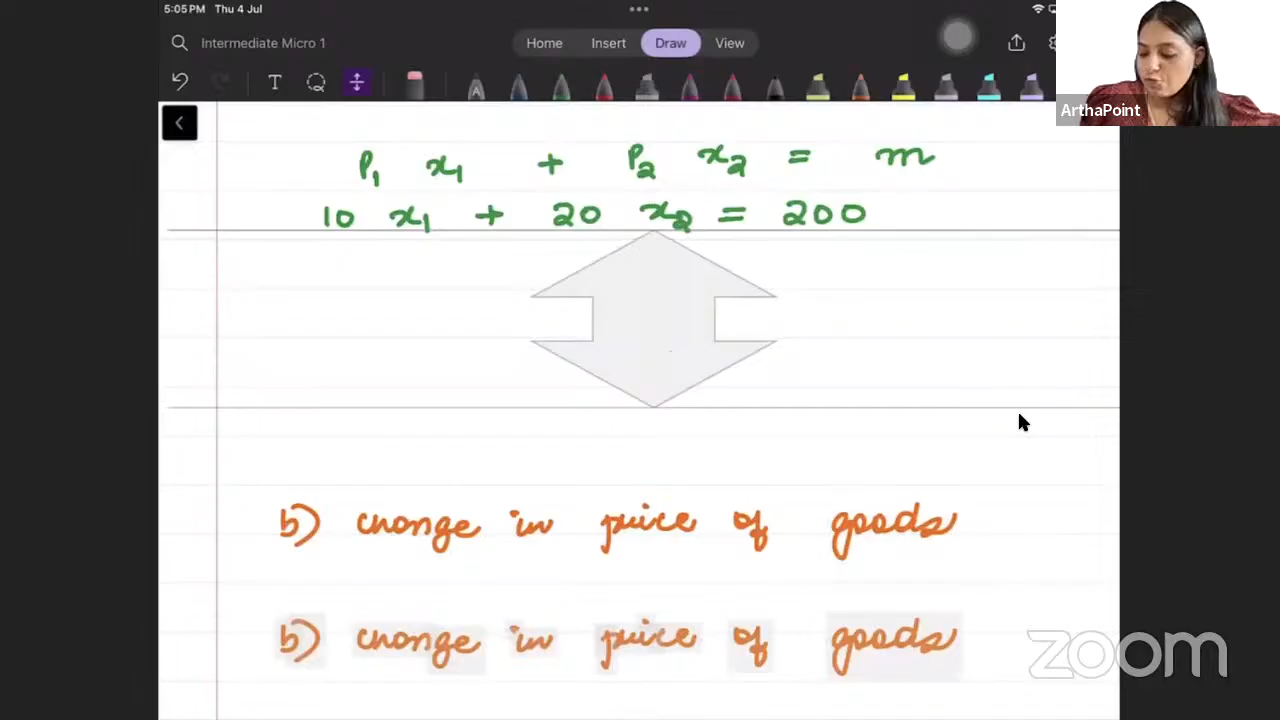 5:05 PM Thu 4 Jul
Intermediate Micro 1
Home Insert Draw View
T
A
ArthaPoint
P₁ x₁ + P₂ x₂ = m
10 x₁ + 20 x₂ = 200
b) change in price of goods
b) change in price of goods
zoom